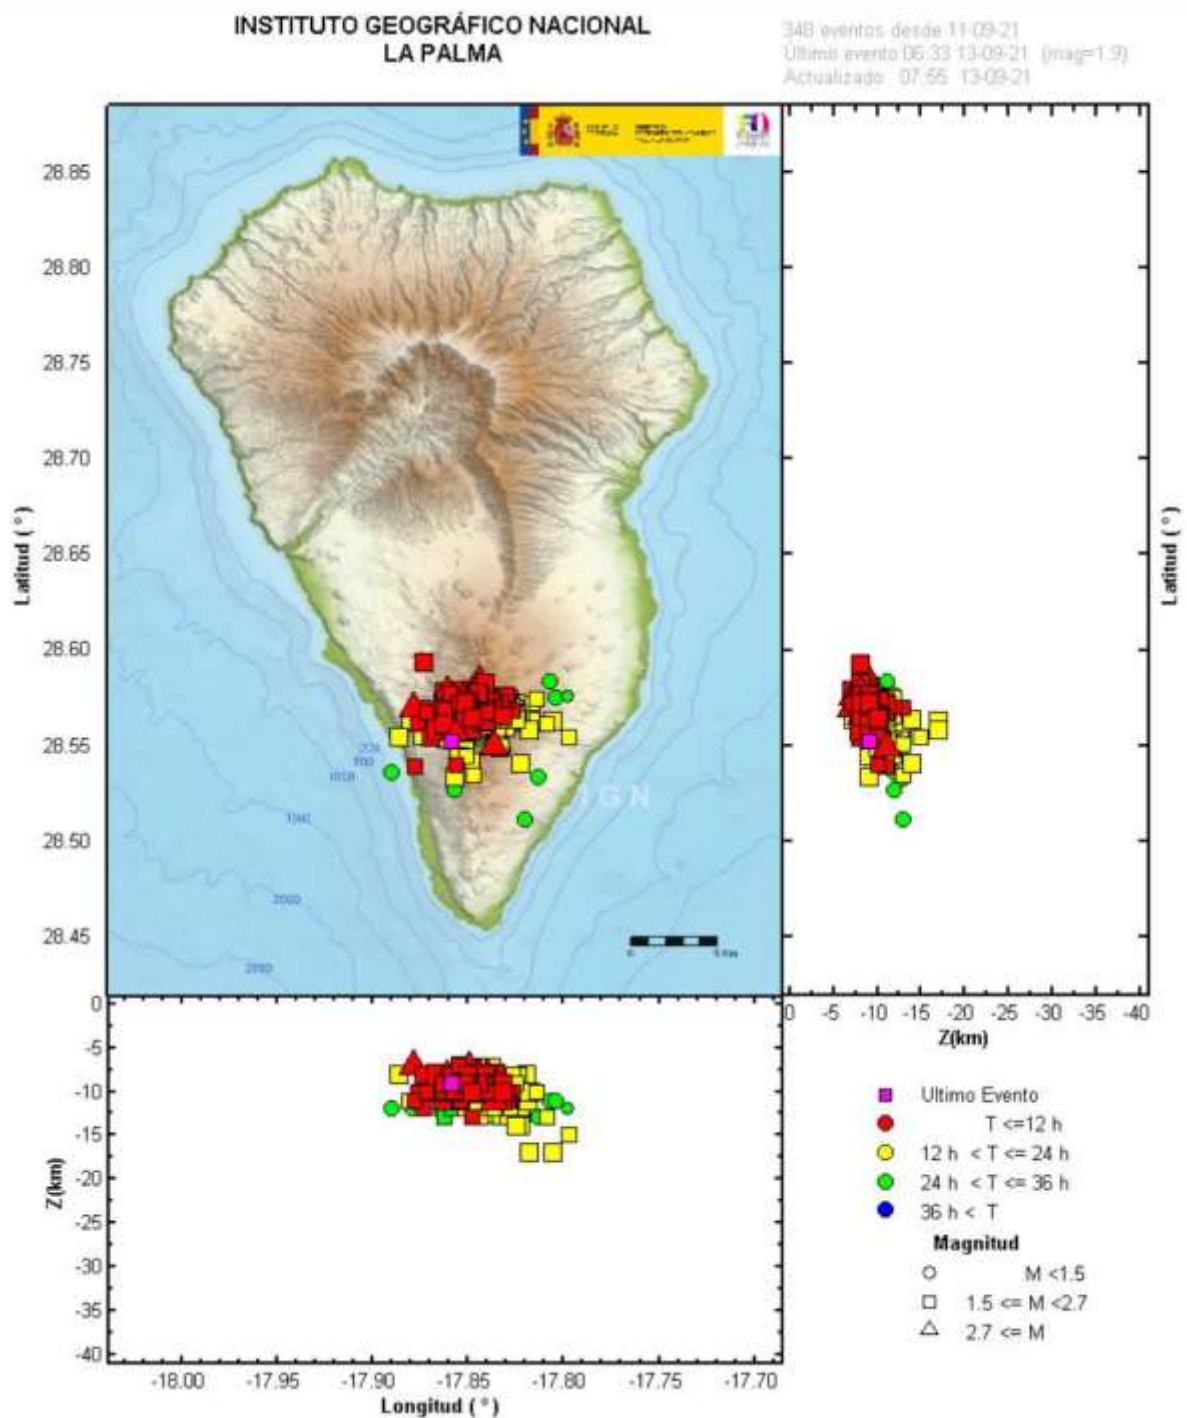 INSTITUTO GEOGRÁFICO NACIONAL
LA PALMA
348 eventos desde 11-09-21
Ultimo evento 06:33 13-09-21 (mag=1.9)
Actualizado 07:55 13-09-21
28.85
28.80
28.75
28.70
28.65
28.60
28.55
28.50
28.45
Latitud ( ° )
Latitud ( ° )
IGN
0
0 -5 -10 -15 -20 -25 -30 -35 -40
Z(km)
0
-5
-10
-15
-20
-25
-30
-35
-40
Z(km)
-18.00 -17.95 -17.90 -17.85 -17.80 -17.75 -17.70
Longitud ( ° )
Ultimo Evento
T <=12 h
12 h < T <= 24 h
24 h < T <= 36 h
36 h < T
Magnitud
M <1.5
1.5 <= M <2.7
2.7 <= M